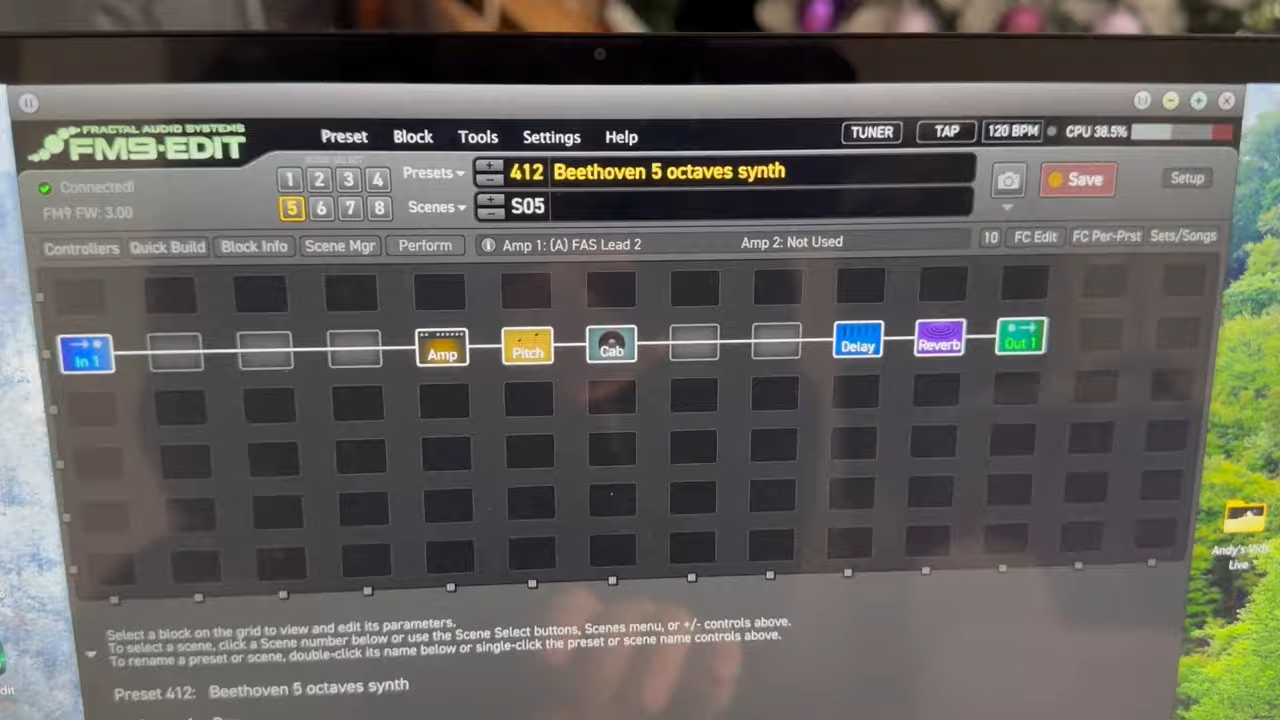 FRACTAL AUDIO SYSTEMS
FM9-EDIT
Preset Block Tools Settings Help
TUNER TAP 120 BPM CPU 38.5%
Connected!
FM9 FW: 3.00
1 2 3 4
5 6 7 8
Presets + - 412 Beethoven 5 octaves synth
Scenes + - S05
Save Setup
Controllers Quick Build Block Info Scene Mgr Perform
Amp 1: (A) FAS Lead 2 Amp 2: Not Used
10 FC Edit FC Per-Prst Sets/Songs
In 1 Amp Pitch Cab Delay Reverb Out 1
Andy's Vids
Live
Select a block on the grid to view and edit its parameters.
To select a scene, click a Scene number below or use the Scene Select buttons, Scenes menu, or +/- controls above.
To rename a preset or scene, double-click its name below or single-click the preset or scene name controls above.
Preset 412: Beethoven 5 octaves synth